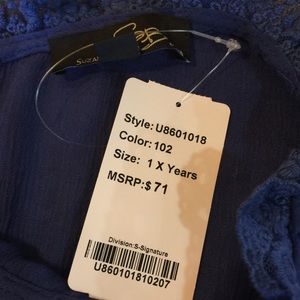 Style: U8601018
Color: 102
Size: 1 X Years
MSRP:$ 71
Division:S-Signature
U860101810207